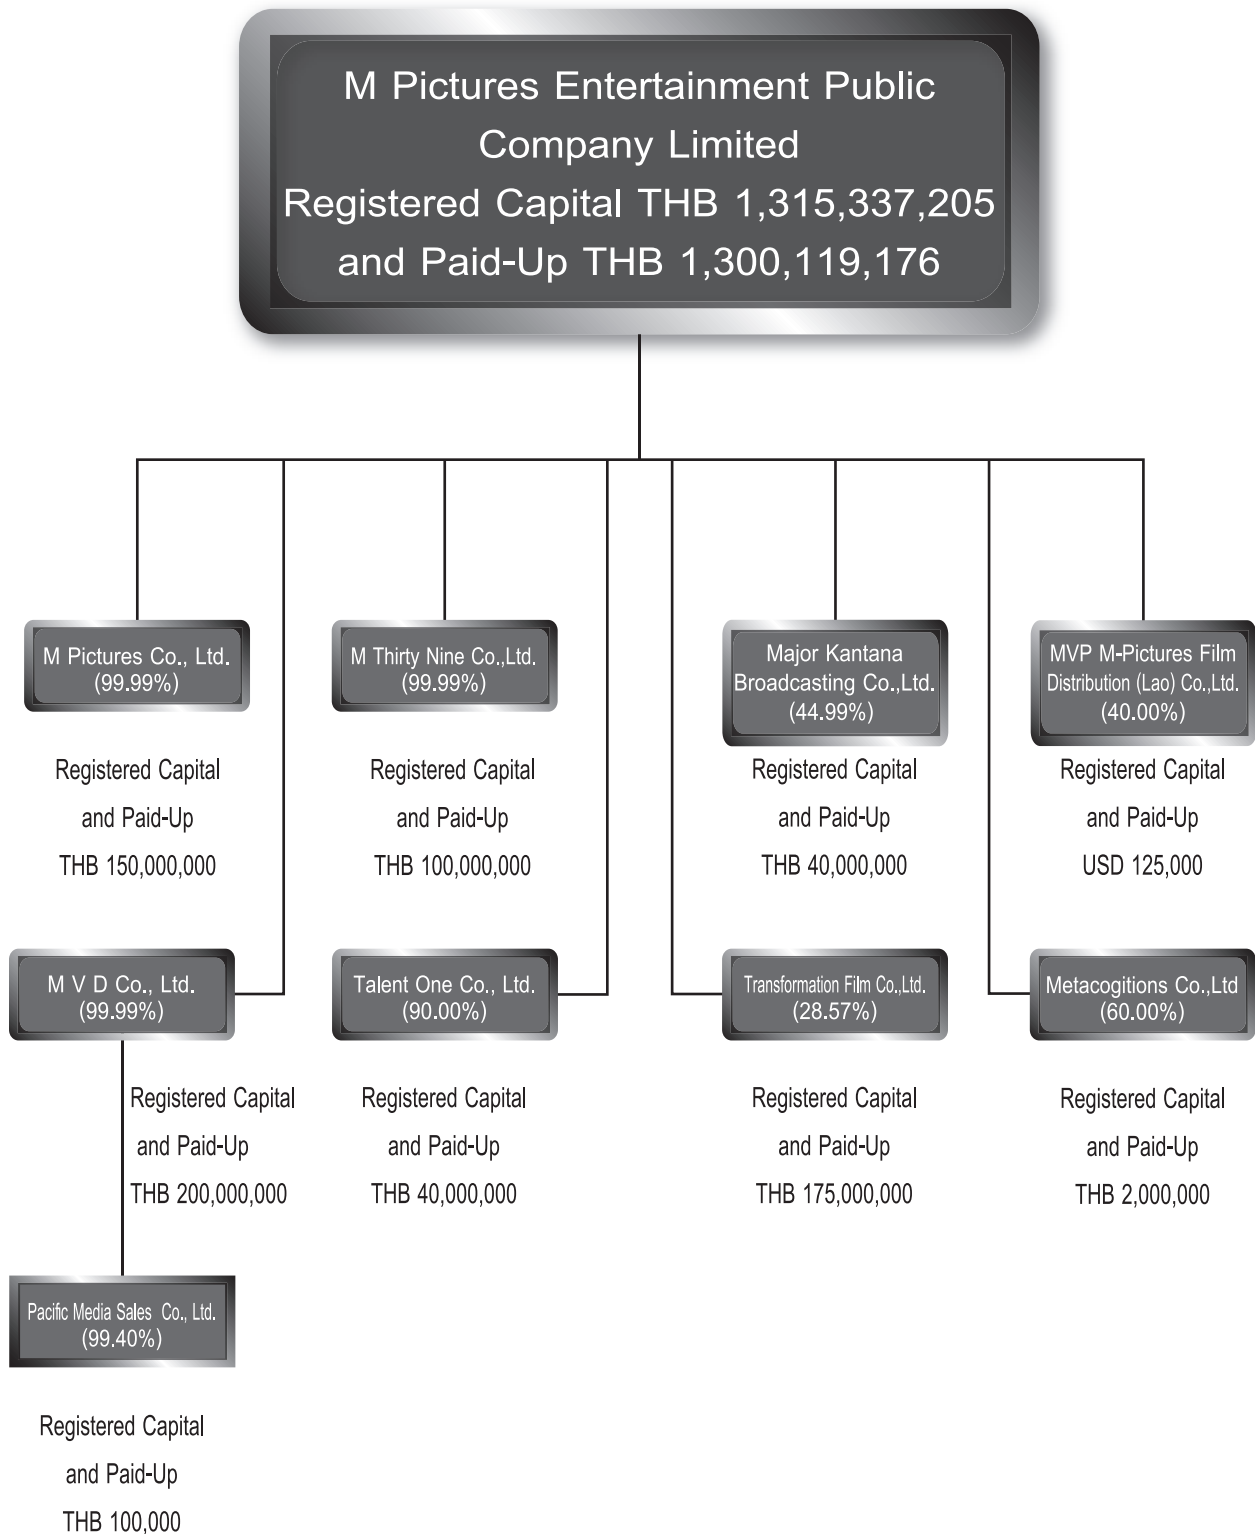 M Pictures Entertainment Public
Company Limited
Registered Capital THB 1,315,337,205
and Paid-Up THB 1,300,119,176
M Pictures Co., Ltd.
(99.99%)
Registered Capital
and Paid-Up
THB 150,000,000
M Thirty Nine Co.,Ltd.
(99.99%)
Registered Capital
and Paid-Up
THB 100,000,000
Major Kantana
Broadcasting Co.,Ltd.
(44.99%)
Registered Capital
and Paid-Up
THB 40,000,000
MVP M-Pictures Film
Distribution (Lao) Co.,Ltd.
(40.00%)
Registered Capital
and Paid-Up
USD 125,000
M V D Co., Ltd.
(99.99%)
Registered Capital
and Paid-Up
THB 200,000,000
Talent One Co., Ltd.
(90.00%)
Registered Capital
and Paid-Up
THB 40,000,000
Transformation Film Co.,Ltd.
(28.57%)
Registered Capital
and Paid-Up
THB 175,000,000
Metacogitions Co.,Ltd
(60.00%)
Registered Capital
and Paid-Up
THB 2,000,000
Pacific Media Sales Co., Ltd.
(99.40%)
Registered Capital
and Paid-Up
THB 100,000